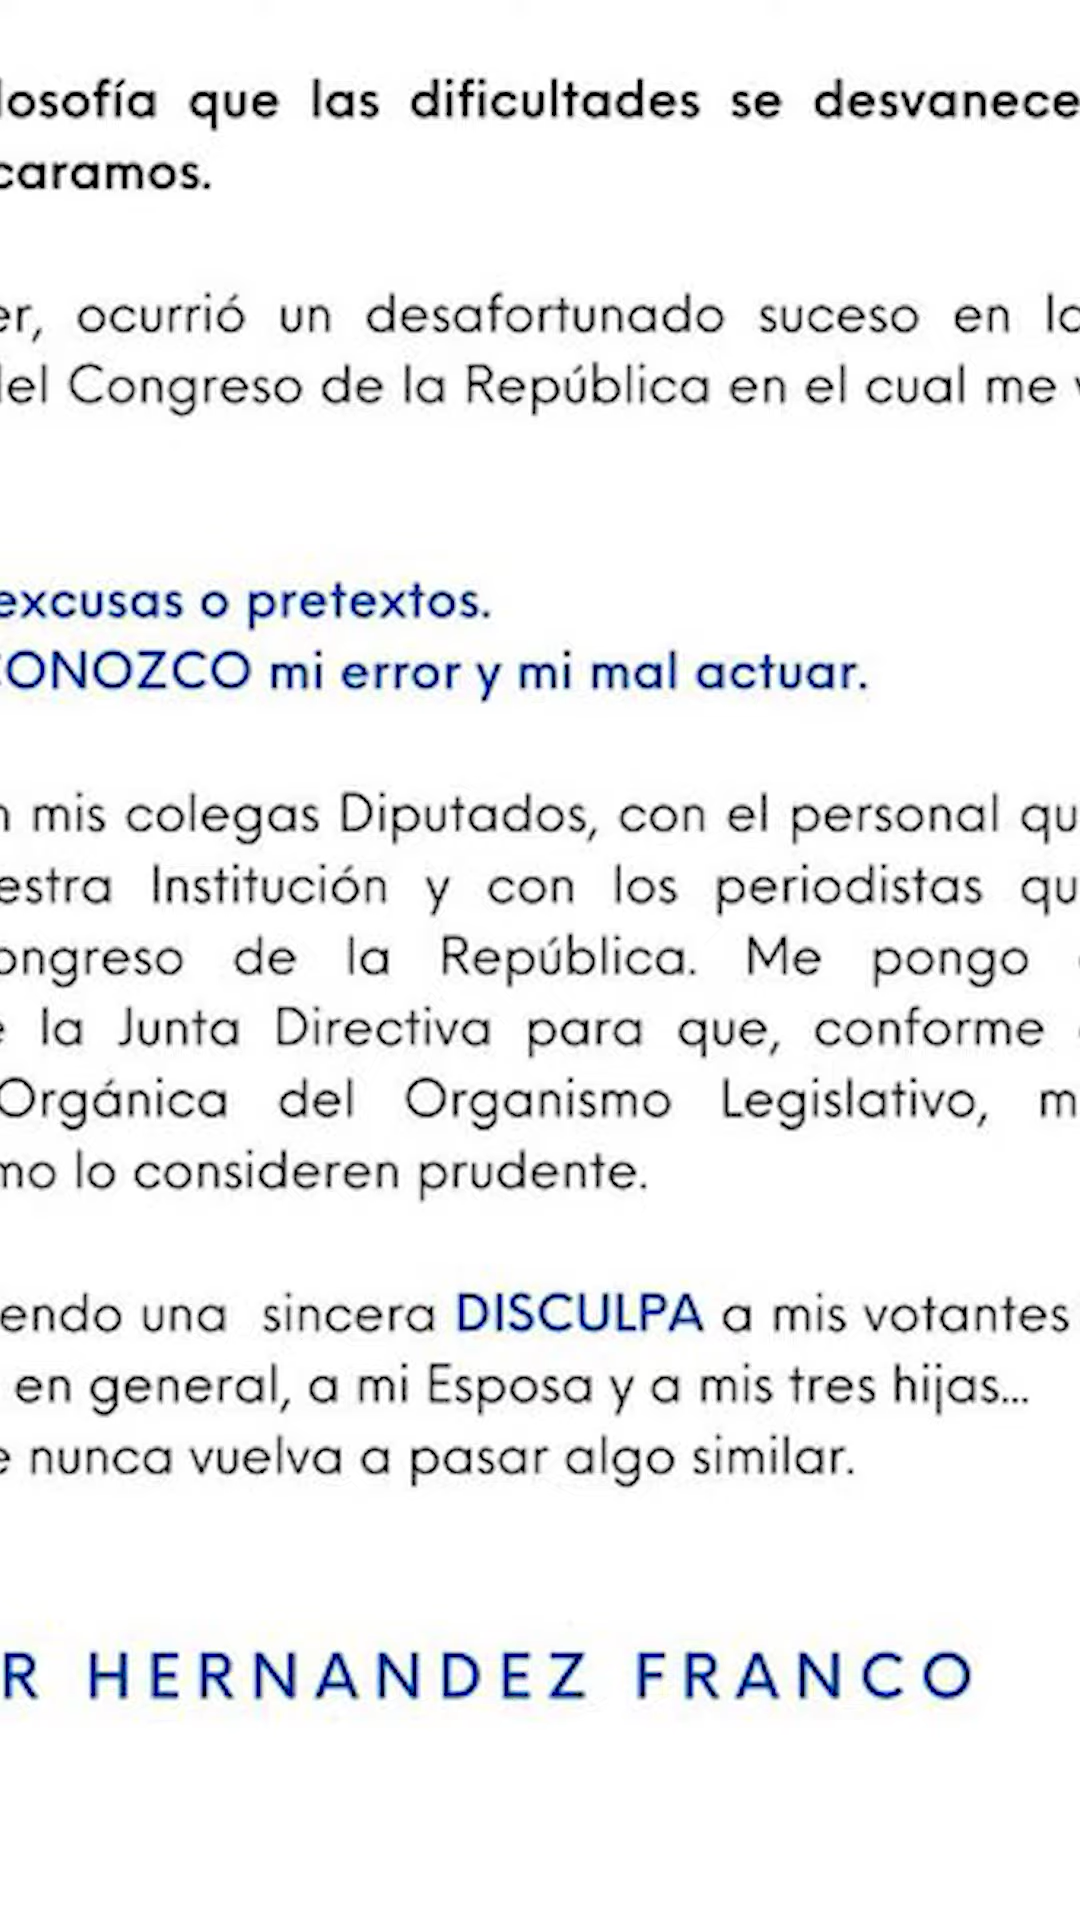 losofía que las dificultades se desvanece
caramos.
er, ocurrió un desafortunado suceso en la
del Congreso de la República en el cual me v
excusas o pretextos.
CONOZCO mi error y mi mal actuar.
n mis colegas Diputados, con el personal qu
estra Institución y con los periodistas qu
ongreso de la República. Me pongo
e la Junta Directiva para que, conforme
Orgánica del Organismo Legislativo, m
mo lo consideren prudente.
endo una sincera DISCULPA a mis votantes
en general, a mi Esposa y a mis tres hijas...
e nunca vuelva a pasar algo similar.
R HERNANDEZ FRANCO